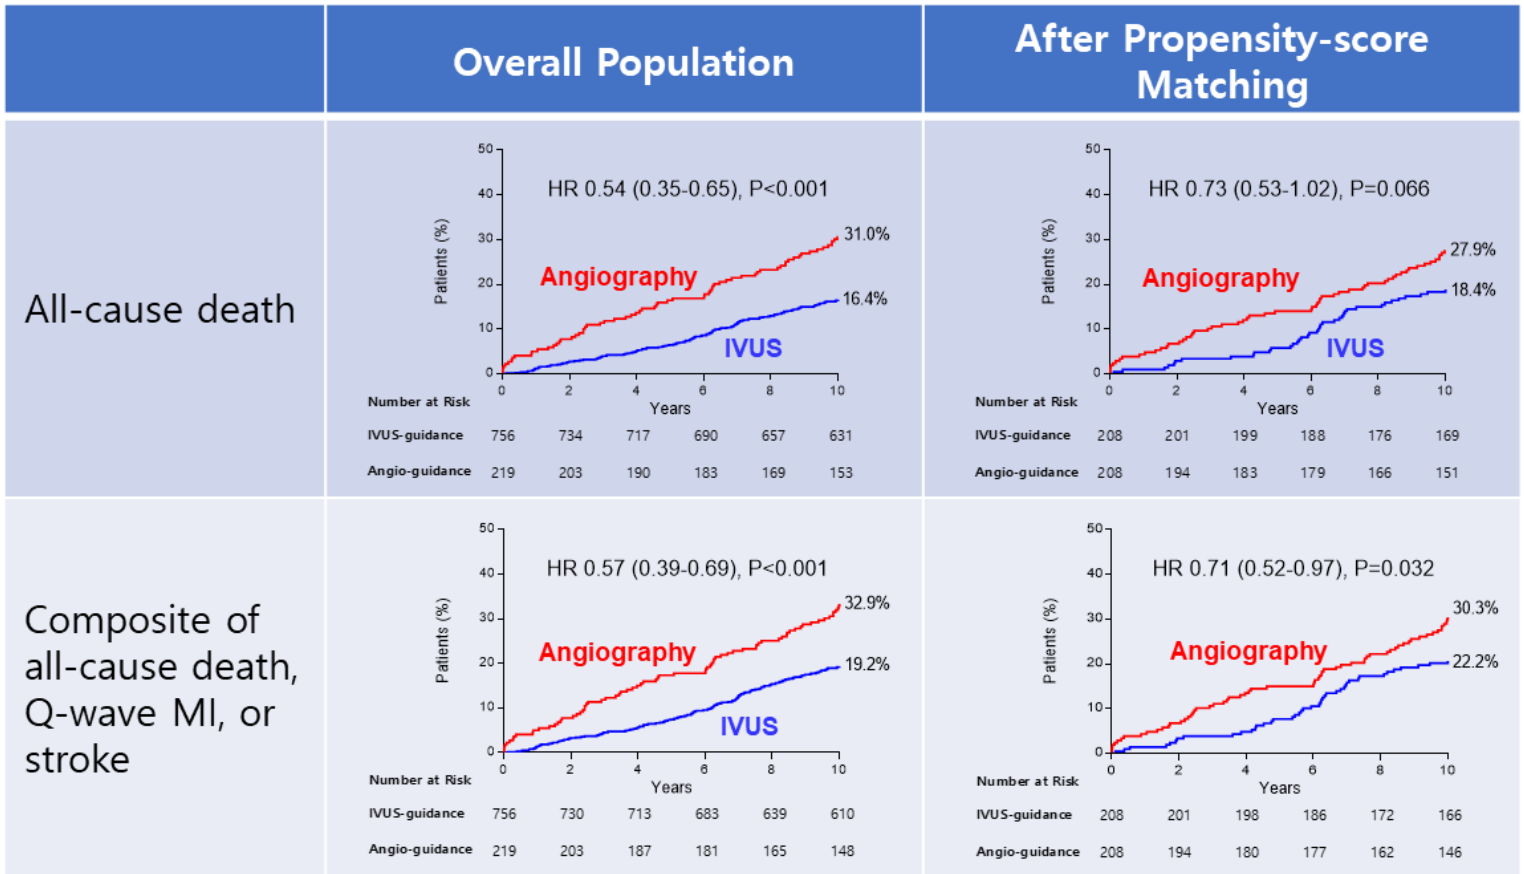 Overall Population
After Propensity-score
Matching
All-cause death
50
40
30
20
10
0
Patients (%)
HR 0.54 (0.35-0.65), P<0.001
31.0%
Angiography
16.4%
IVUS
0 2 4 6 8 10
Years
Number at Risk
IVUS-guidance 756 734 717 690 657 631
Angio-guidance 219 203 190 183 169 153
50
40
30
20
10
0
Patients (%)
HR 0.73 (0.53-1.02), P=0.066
27.9%
Angiography
18.4%
IVUS
0 2 4 6 8 10
Years
Number at Risk
IVUS-guidance 208 201 199 188 176 169
Angio-guidance 208 194 183 179 166 151
Composite of
all-cause death,
Q-wave MI, or
stroke
50
40
30
20
10
0
Patients (%)
HR 0.57 (0.39-0.69), P<0.001
32.9%
Angiography
19.2%
IVUS
0 2 4 6 8 10
Years
Number at Risk
IVUS-guidance 756 730 713 683 639 610
Angio-guidance 219 203 187 181 165 148
50
40
30
20
10
0
Patients (%)
HR 0.71 (0.52-0.97), P=0.032
30.3%
Angiography
22.2%
IVUS
0 2 4 6 8 10
Years
Number at Risk
IVUS-guidance 208 201 198 186 172 166
Angio-guidance 208 194 180 177 162 146